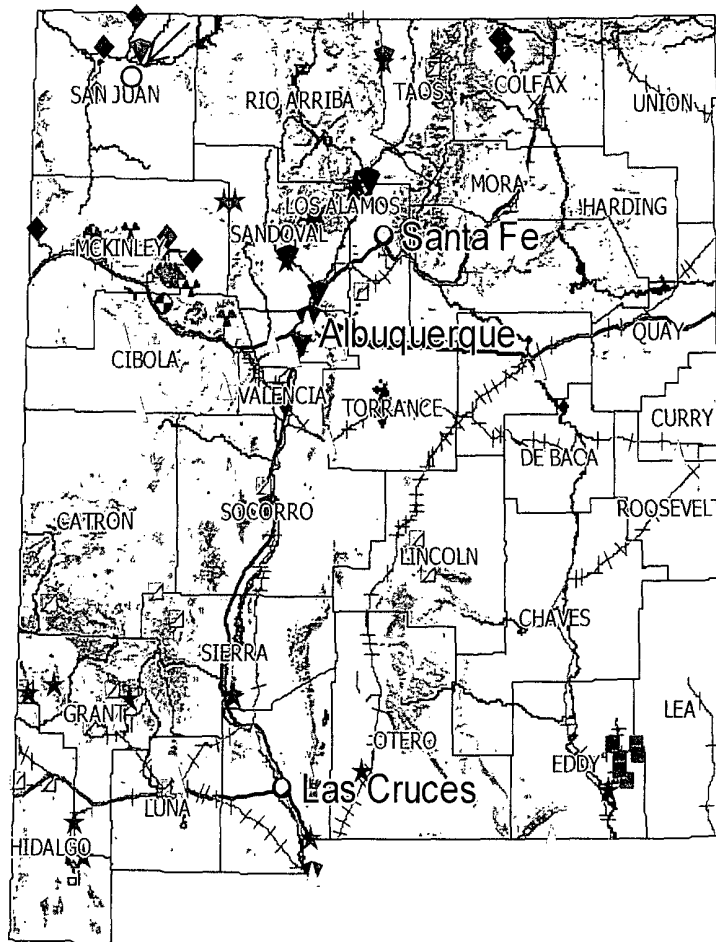 SAN JUAN
RIO ARRIBA
TAOS
COLFAX
UNION
MORA
HARDING
LOS ALAMOS
SANDOVAL
Santa Fe
MCKINLEY
Albuquerque
QUAY
CIBOLA
VALENCIA
TORRANCE
CURRY
DE BACA
ROOSEVELT
SOCORRO
CATRON
LINCOLN
CHAVES
SIERRA
GRANT
LEA
OTERO
EDDY
Las Cruces
LUNA
HIDALGO